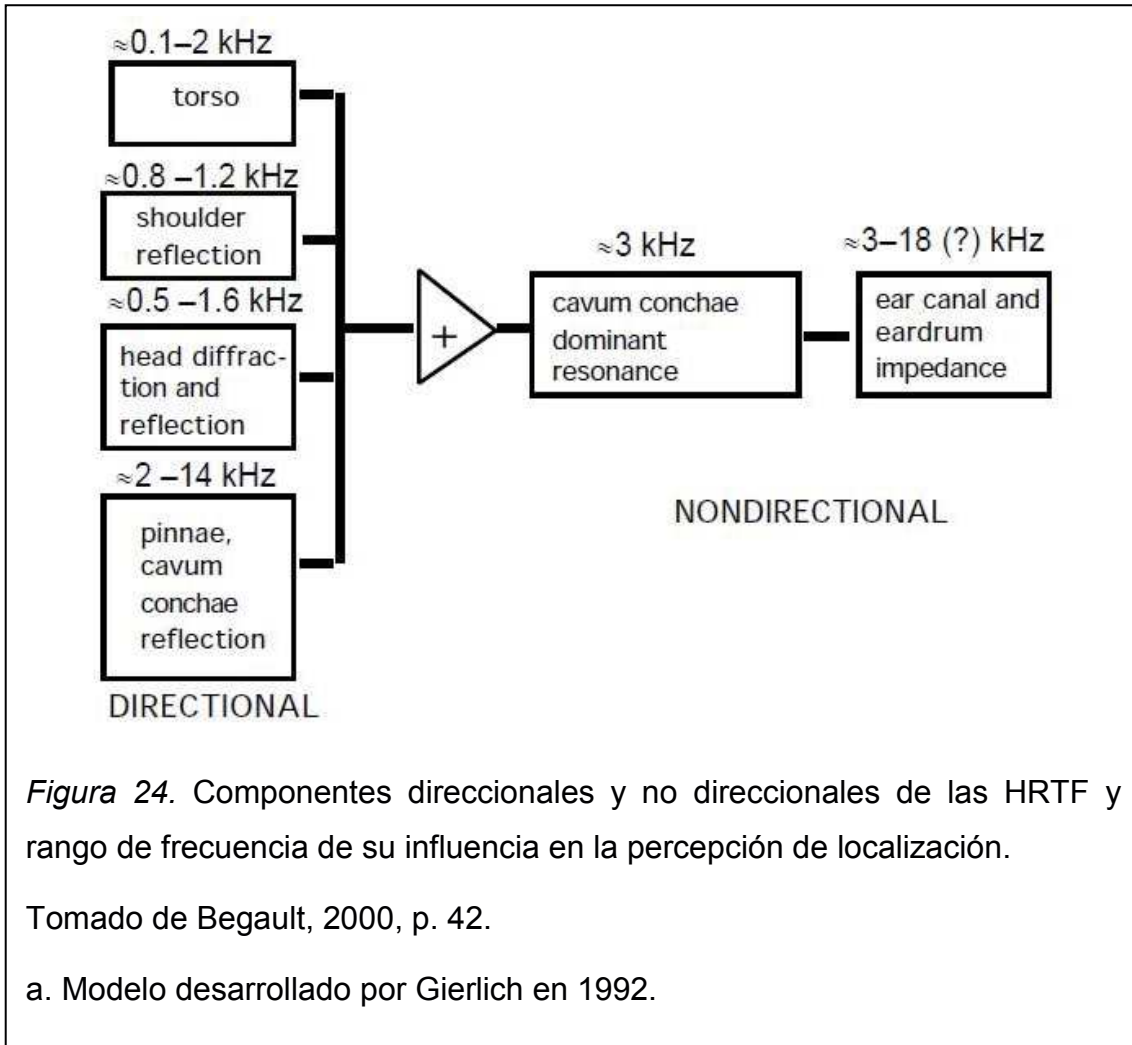 ≈0.1–2 kHz
torso
≈0.8 –1.2 kHz
shoulder
reflection
≈0.5 –1.6 kHz
head diffrac-
tion and
reflection
≈2 –14 kHz
pinnae,
cavum
conchae
reflection
DIRECTIONAL
+
≈3 kHz
cavum conchae
dominant
resonance
≈3–18 (?) kHz
ear canal and
eardrum
impedance
NONDIRECTIONAL
Figura 24. Componentes direccionales y no direccionales de las HRTF y
rango de frecuencia de su influencia en la percepción de localización.
Tomado de Begault, 2000, p. 42.
a. Modelo desarrollado por Gierlich en 1992.